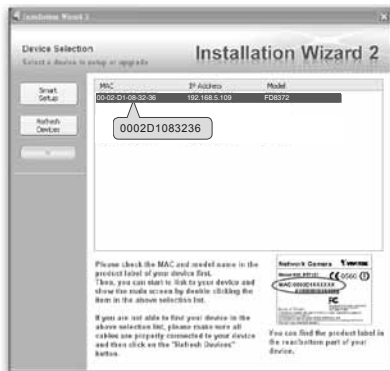 Installation Wizard 2
Device Selection
Select a device to setup or upgrade
Installation Wizard 2
Smart
Setup
Refresh
Devices
MAC IP Address Model
00-02-D1-08-32-36 192.168.5.109 FD8372
0002D1083236
Please check the MAC and model name in the
product label of your device first.
Then, you can start to link to your device and
show the main screen by double clicking the
item in the above selection list.
If you are not able to find your device in the
above selection list, please make sure all
cables are properly connected to your device
and then click on the "Refresh Devices"
button.
Network Camera
VIVOTEK
0560
FC
You can find the product label in
the rear/bottom part of your
device.